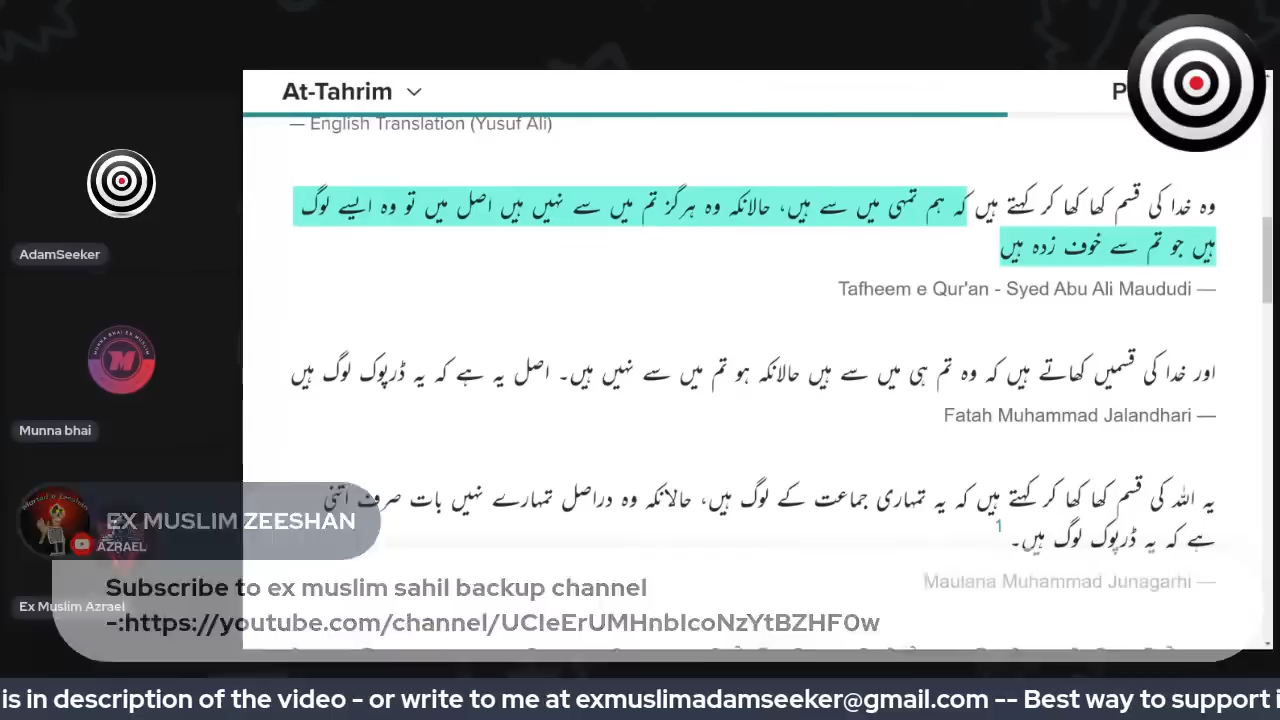 At-Tahrim
P
— English Translation (Yusuf Ali)
وہ خدا کی قسم کھا کھا کر کہتے ہیں کہ ہم تمہی میں سے ہیں، حالانکہ وہ ہرگز تم میں سے نہیں ہیں اصل میں تو وہ ایسے لوگ
ہیں جو تم سے خوف زدہ ہیں
Tafheem e Qur'an - Syed Abu Ali Maududi —
اور خدا کی قسمیں کھاتے ہیں کہ وہ تم ہی میں سے ہیں حالانکہ ہو تم میں سے نہیں ہیں۔ اصل یہ ہے کہ یہ ڈرپوک لوگ ہیں
Fatah Muhammad Jalandhari —
یہ اللہ کی قسم کھا کھا کر کہتے ہیں کہ یہ تمہاری جماعت کے لوگ ہیں، حالانکہ وہ دراصل تمہارے نہیں بات صرف اتنی
ہے کہ یہ ڈرپوک لوگ ہیں۔ 1
Maulana Muhammad Junagarhi —
AdamSeeker
MUNNA BHAI EX MUSLIM
M
Munna bhai
EX MUSLIM ZEESHAN
AZRAEL
Ex Muslim Azrael
Subscribe to ex muslim sahil backup channel
-:https://youtube.com/channel/UCIeErUMHnbIcoNzYtBZHF0w
is in description of the video - or write to me at exmuslimadamseeker@gmail.com -- Best way to support i